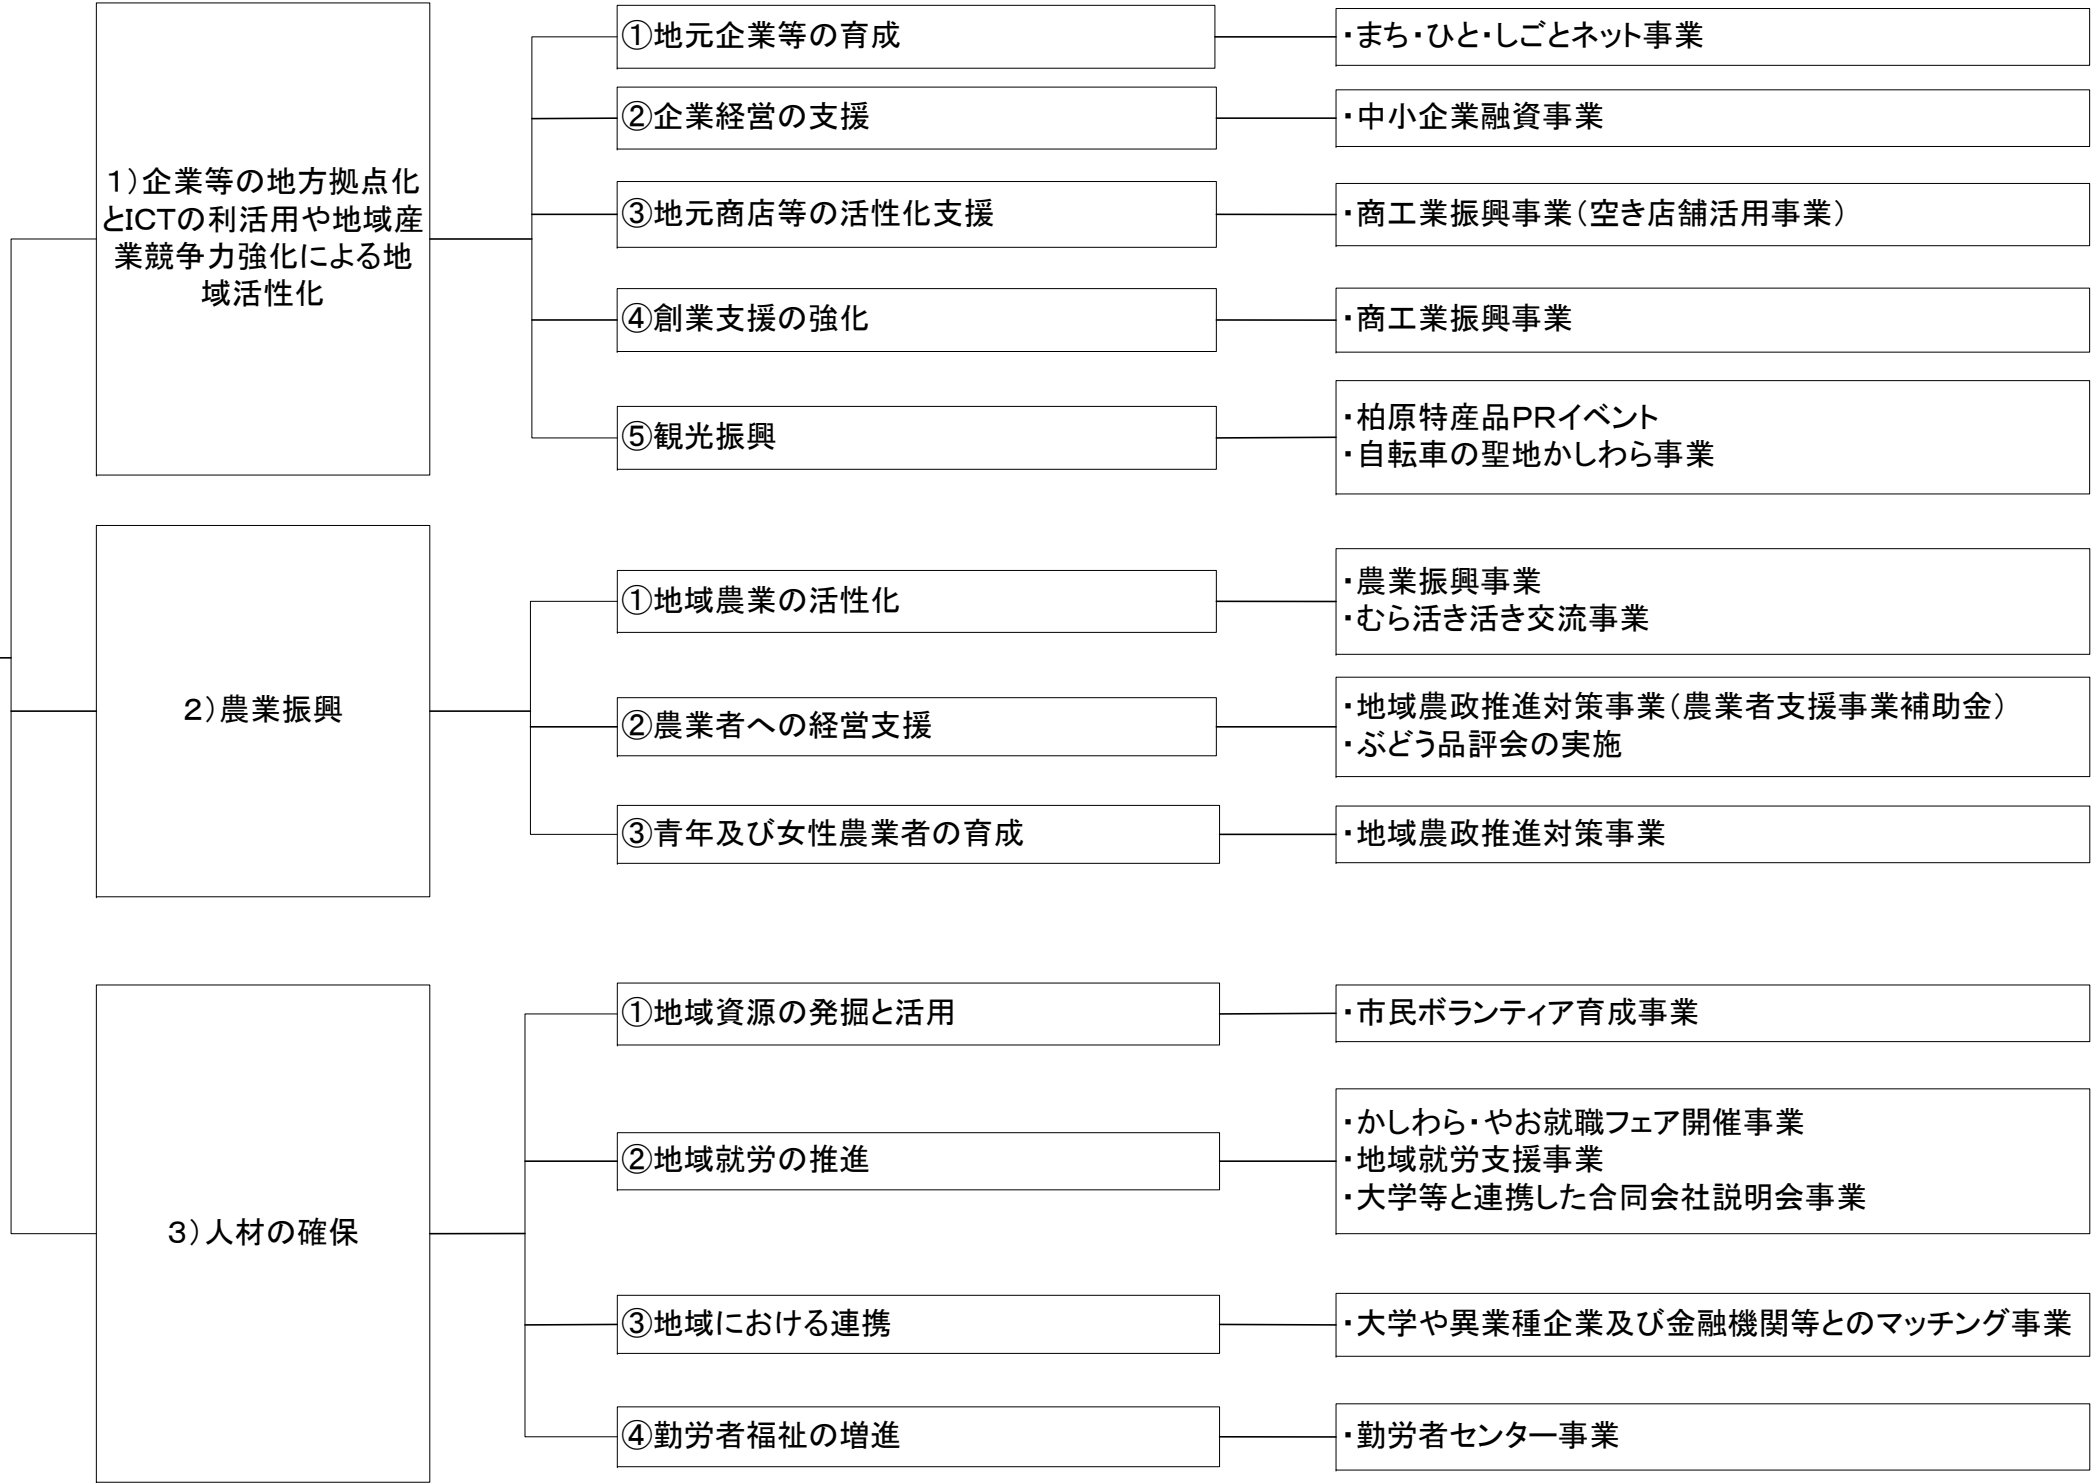 1)企業等の地方拠点化
とICTの利活用や地域産
業競争力強化による地
域活性化
①地元企業等の育成
・まち・ひと・しごとネット事業
②企業経営の支援
・中小企業融資事業
③地元商店等の活性化支援
・商工業振興事業(空き店舗活用事業)
④創業支援の強化
・商工業振興事業
⑤観光振興
・柏原特産品PRイベント
・自転車の聖地かしわら事業
2)農業振興
①地域農業の活性化
・農業振興事業
・むら活き活き交流事業
②農業者への経営支援
・地域農政推進対策事業(農業者支援事業補助金)
・ぶどう品評会の実施
③青年及び女性農業者の育成
・地域農政推進対策事業
3)人材の確保
①地域資源の発掘と活用
・市民ボランティア育成事業
②地域就労の推進
・かしわら・やお就職フェア開催事業
・地域就労支援事業
・大学等と連携した合同会社説明会事業
③地域における連携
・大学や異業種企業及び金融機関等とのマッチング事業
④勤労者福祉の増進
・勤労者センター事業